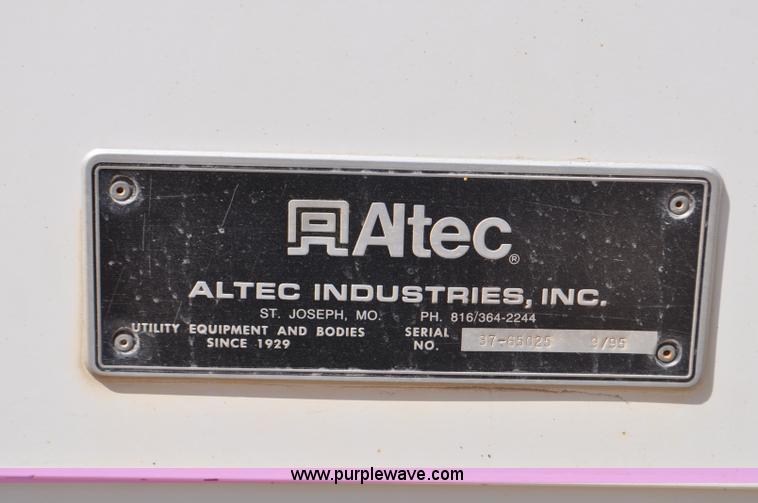 Altec®
ALTEC INDUSTRIES, INC.
ST. JOSEPH, MO. PH. 816/364-2244
UTILITY EQUIPMENT AND BODIES
SINCE 1929
SERIAL
NO. 37-65025 9/95
www.purplewave.com